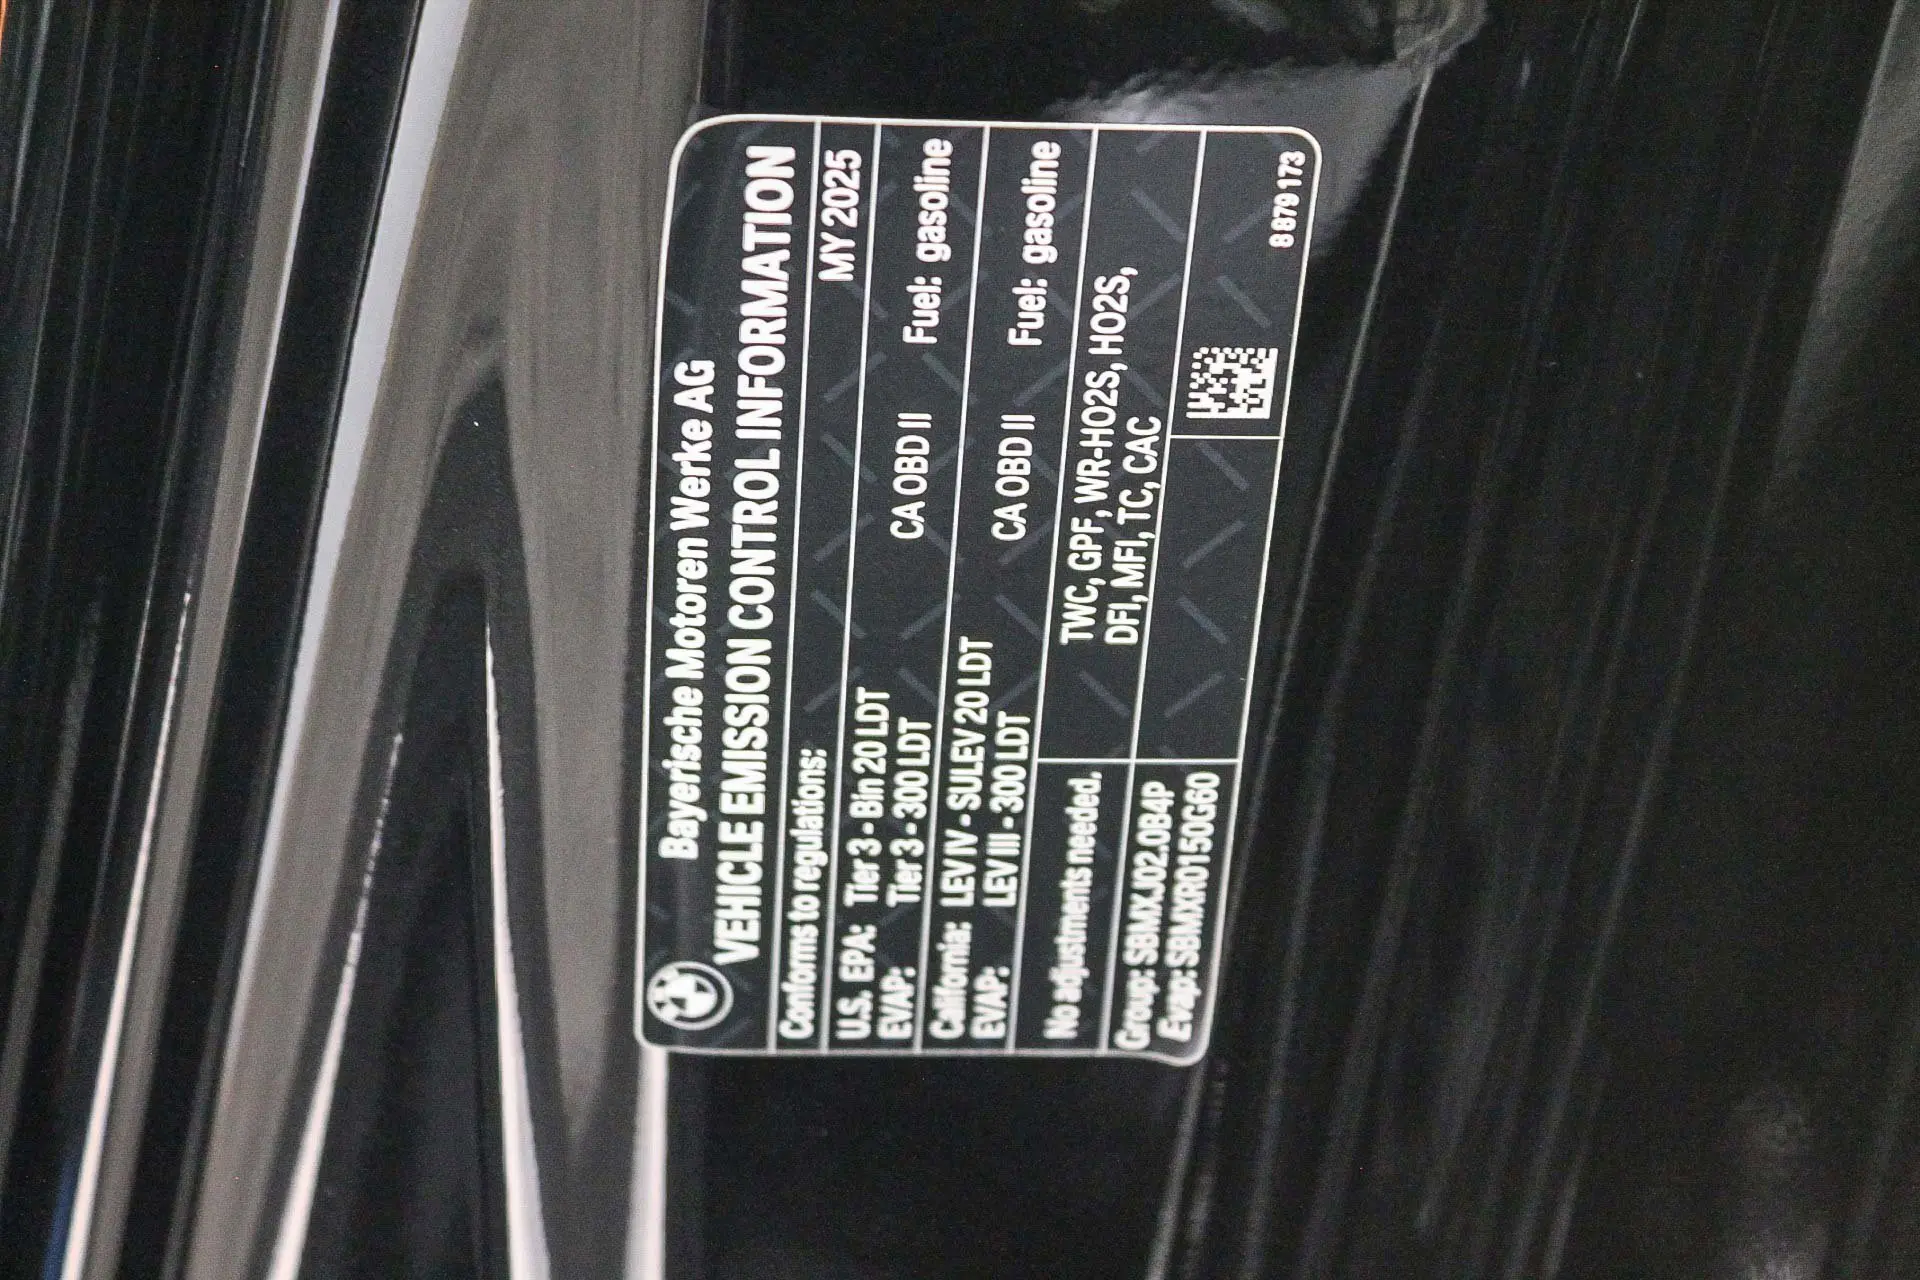 Bayerische Motoren Werke AG
VEHICLE EMISSION CONTROL INFORMATION
Conforms to regulations: MY 2025
U.S. EPA: Tier 3 - Bin 20 LDT CA OBD II Fuel: gasoline
EVAP: Tier 3 - 300 LDT
California: LEV IV - SULEV 20 LDT CA OBD II Fuel: gasoline
EVAP: LEV III - 300 LDT
No adjustments needed. TWC, GPF, WR-HO2S, HO2S,
DFI, MFI, TC, CAC
Group: SBMXJ02.0B4P
Evap: SBMXR0150G60
8 879 173